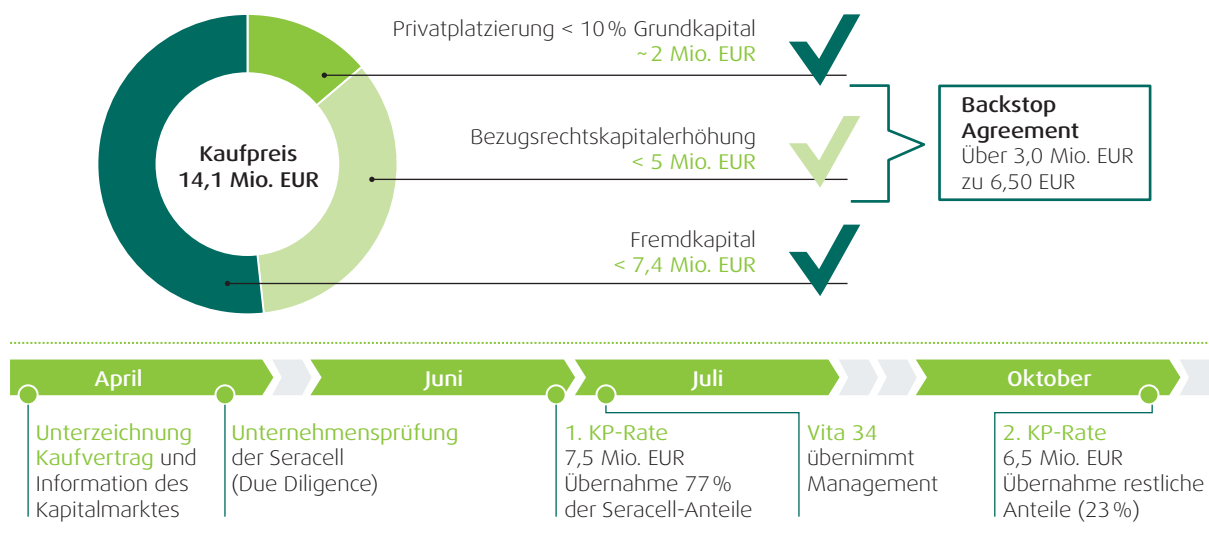 Privatplatzierung < 10 % Grundkapital
~ 2 Mio. EUR
Kaufpreis
14,1 Mio. EUR
Bezugsrechtskapitalerhöhung
< 5 Mio. EUR
Fremdkapital
< 7,4 Mio. EUR
Backstop
Agreement
Über 3,0 Mio. EUR
zu 6,50 EUR
April
Juni
Juli
Oktober
Unterzeichnung
Kaufvertrag und
Information des
Kapitalmarktes
Unternehmensprüfung
der Seracell
(Due Diligence)
1. KP-Rate
7,5 Mio. EUR
Übernahme 77 %
der Seracell-Anteile
Vita 34
übernimmt
Management
2. KP-Rate
6,5 Mio. EUR
Übernahme restliche
Anteile (23 %)